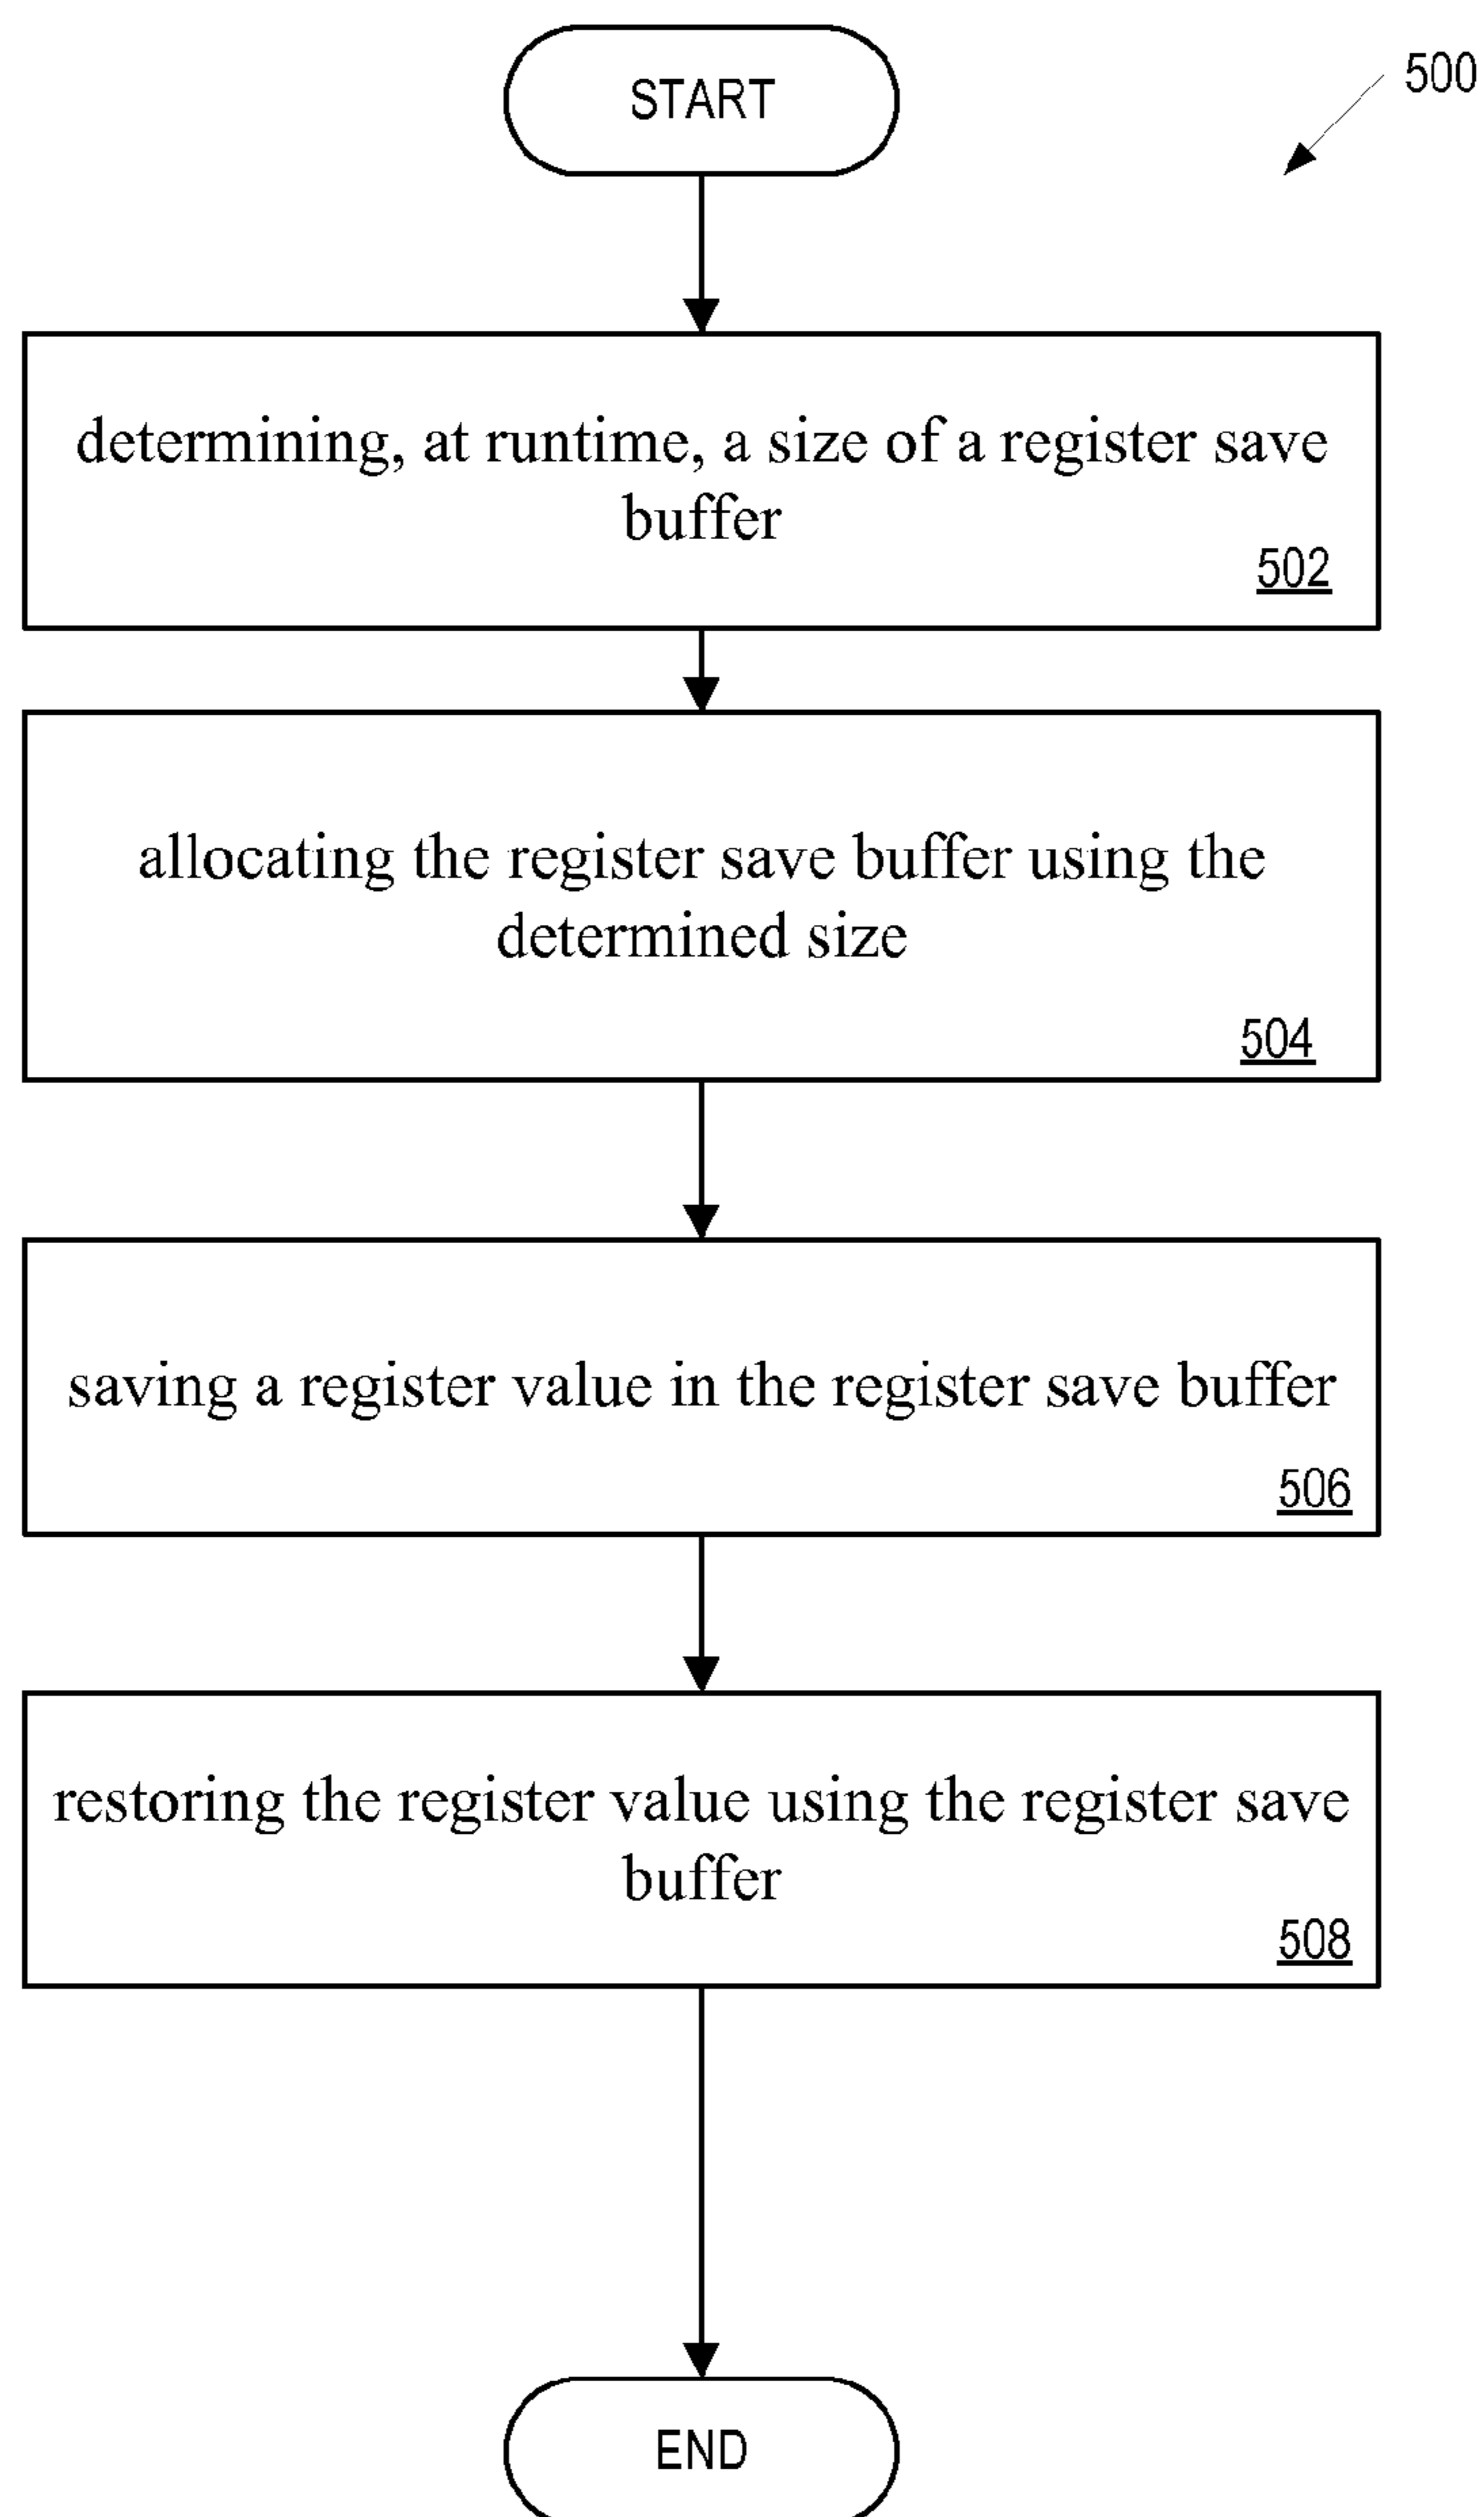 START
500
determining, at runtime, a size of a register save
buffer
502
allocating the register save buffer using the
determined size
504
saving a register value in the register save buffer
506
restoring the register value using the register save
buffer
508
END